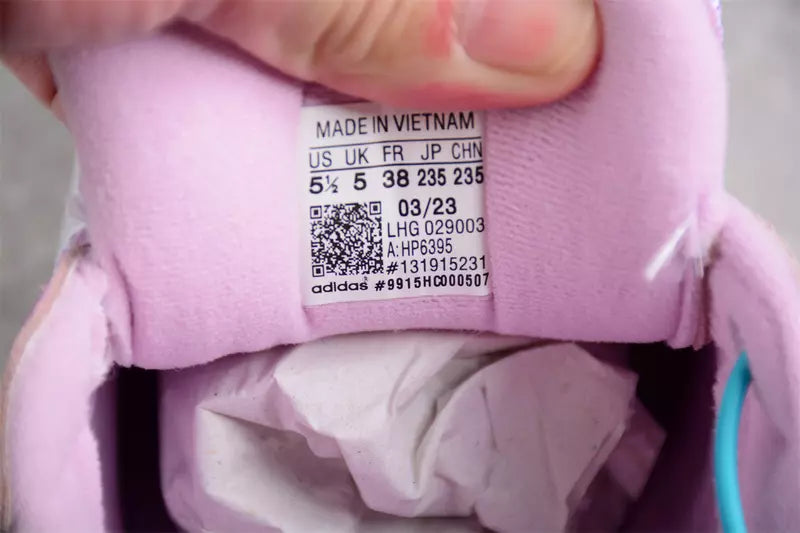 MADE IN VIETNAM
US UK FR JP CHN
5½ 5 38 235 235
03/23
LHG 029003
A:HP6395
#131915231
adidas #9915HC000507